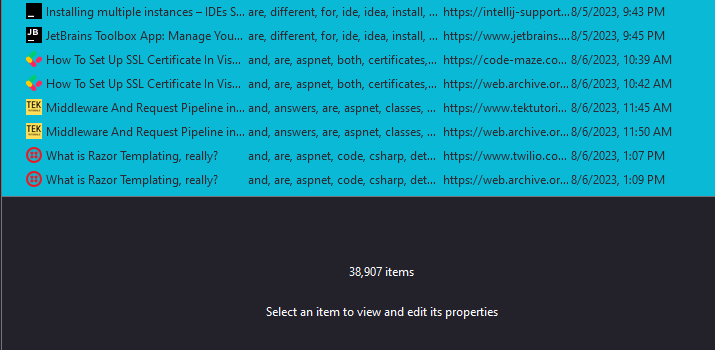 Installing multiple instances – IDEs S... are, different, for, ide, idea, install, ... https://intellij-support... 8/5/2023, 9:43 PM
JB JetBrains Toolbox App: Manage You... are, different, for, ide, idea, install, ... https://www.jetbrains.... 8/5/2023, 9:45 PM
How To Set Up SSL Certificate In Vis... and, are, aspnet, both, certificates,... https://code-maze.co... 8/6/2023, 10:39 AM
How To Set Up SSL Certificate In Vis... and, are, aspnet, both, certificates,... https://web.archive.or... 8/6/2023, 10:42 AM
TEK Middleware And Request Pipeline in... and, answers, are, aspnet, classes, ... https://www.tektutori... 8/6/2023, 11:45 AM
TEK Middleware And Request Pipeline in... and, answers, are, aspnet, classes, ... https://web.archive.or... 8/6/2023, 11:50 AM
What is Razor Templating, really? and, are, aspnet, code, csharp, det... https://www.twilio.co... 8/6/2023, 1:07 PM
What is Razor Templating, really? and, are, aspnet, code, csharp, det... https://web.archive.or... 8/6/2023, 1:09 PM
38,907 items
Select an item to view and edit its properties